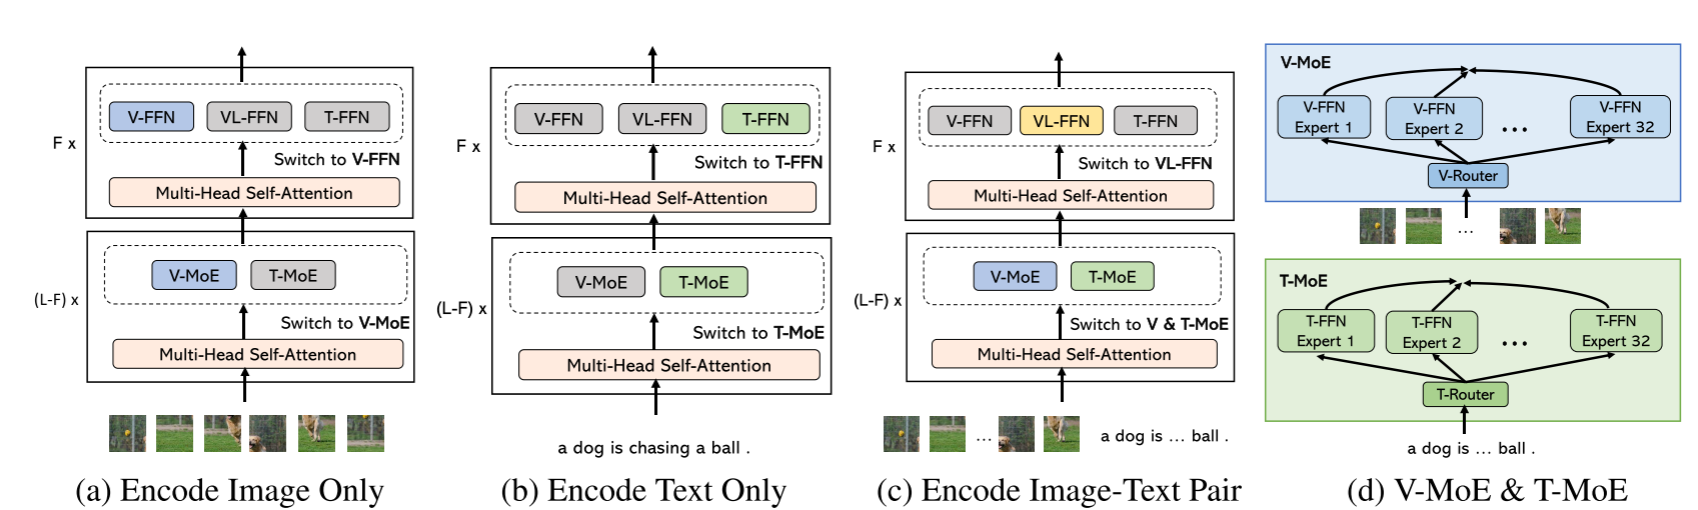 V-FFN VL-FFN T-FFN
F x
Switch to V-FFN
Multi-Head Self-Attention
V-MoE T-MoE
(L-F) x
Switch to V-MoE
Multi-Head Self-Attention
(a) Encode Image Only
V-FFN VL-FFN T-FFN
F x
Switch to T-FFN
Multi-Head Self-Attention
V-MoE T-MoE
(L-F) x
Switch to T-MoE
Multi-Head Self-Attention
a dog is chasing a ball .
(b) Encode Text Only
V-FFN VL-FFN T-FFN
F x
Switch to VL-FFN
Multi-Head Self-Attention
V-MoE T-MoE
(L-F) x
Switch to V & T-MoE
Multi-Head Self-Attention
... a dog is ... ball .
(c) Encode Image-Text Pair
V-MoE
V-FFN Expert 1
V-FFN Expert 2
...
V-FFN Expert 32
V-Router
...
T-MoE
T-FFN Expert 1
T-FFN Expert 2
...
T-FFN Expert 32
T-Router
a dog is ... ball .
(d) V-MoE & T-MoE